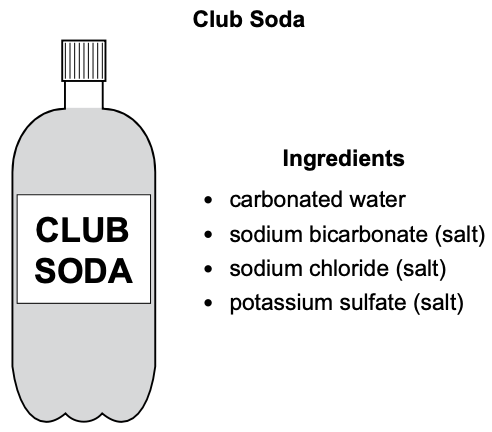 Club Soda
CLUB
SODA
Ingredients
• carbonated water
• sodium bicarbonate (salt)
• sodium chloride (salt)
• potassium sulfate (salt)